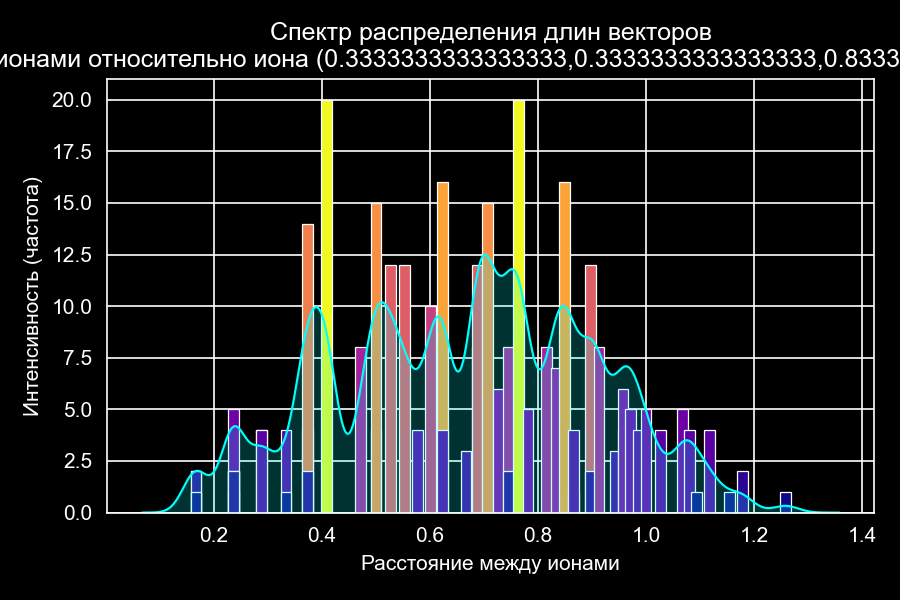 Спектр распределения длин векторов
ионами относительно иона (0.3333333333333333,0.3333333333333333,0.8333
20.0
17.5
15.0
12.5
10.0
7.5
5.0
2.5
0.0
Интенсивность (частота)
0.2 0.4 0.6 0.8 1.0 1.2 1.4
Расстояние между ионами